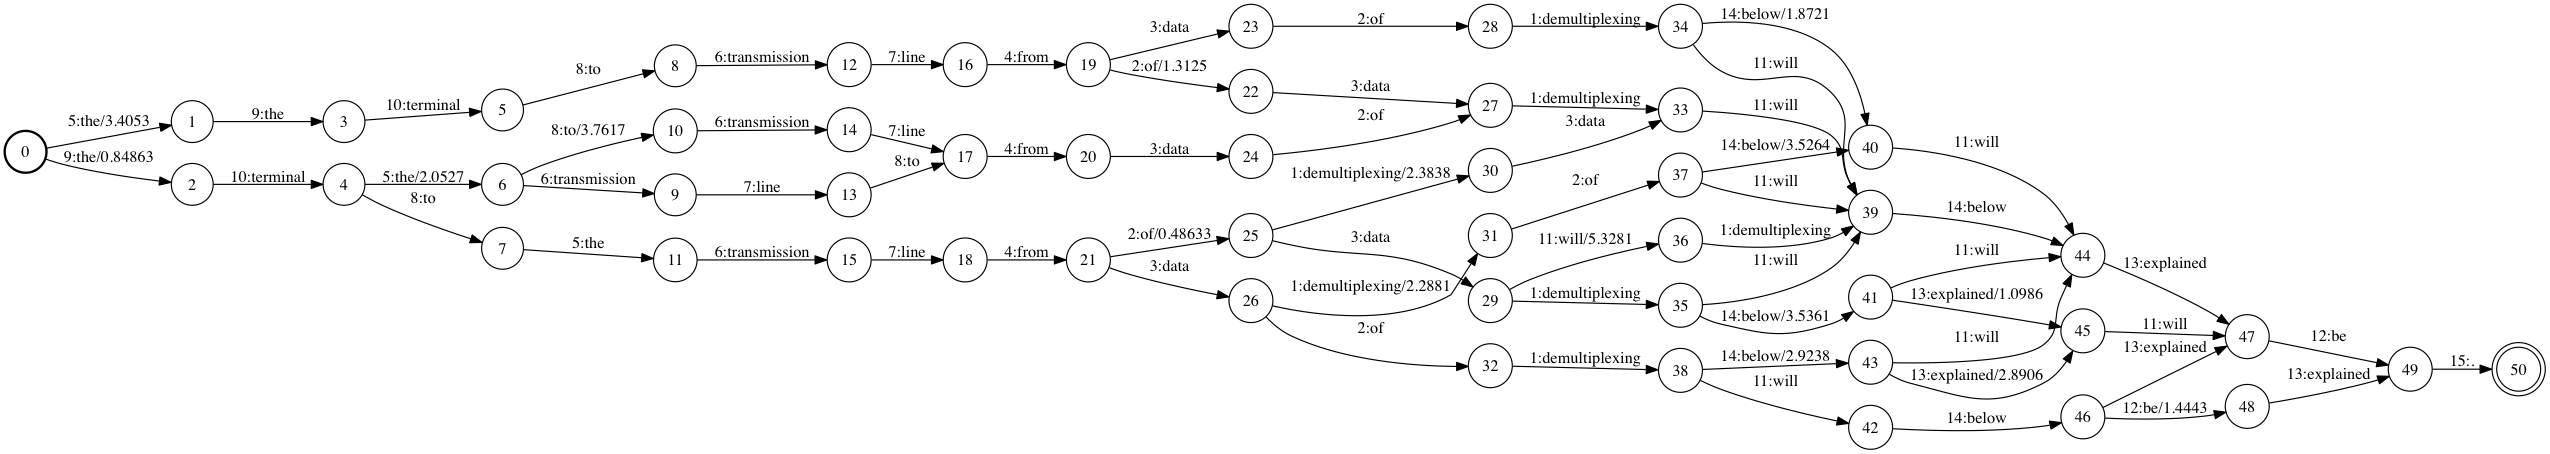 0
5:the/3.4053
9:the/0.84863
1
2
9:the
10:terminal
3
4
10:terminal
5:the/2.0527
8:to
5
6
7
8:to
8:to/3.7617
6:transmission
5:the
8
10
9
11
6:transmission
6:transmission
7:line
6:transmission
12
14
13
15
7:line
7:line
8:to
7:line
16
17
18
4:from
4:from
4:from
19
20
21
3:data
2:of/1.3125
3:data
2:of/0.48633
3:data
23
22
24
25
26
2:of
3:data
2:of
1:demultiplexing/2.3838
3:data
1:demultiplexing/2.2881
2:of
28
27
30
31
29
32
1:demultiplexing
1:demultiplexing
3:data
2:of
11:will/5.3281
1:demultiplexing
1:demultiplexing
34
33
37
36
35
38
14:below/1.8721
11:will
11:will
14:below/3.5264
11:will
1:demultiplexing
11:will
14:below/3.5361
14:below/2.9238
11:will
40
39
41
43
42
11:will
14:below
11:will
13:explained/1.0986
11:will
13:explained/2.8906
14:below
44
45
46
13:explained
11:will
13:explained
12:be/1.4443
47
48
12:be
13:explained
49
15:.
50